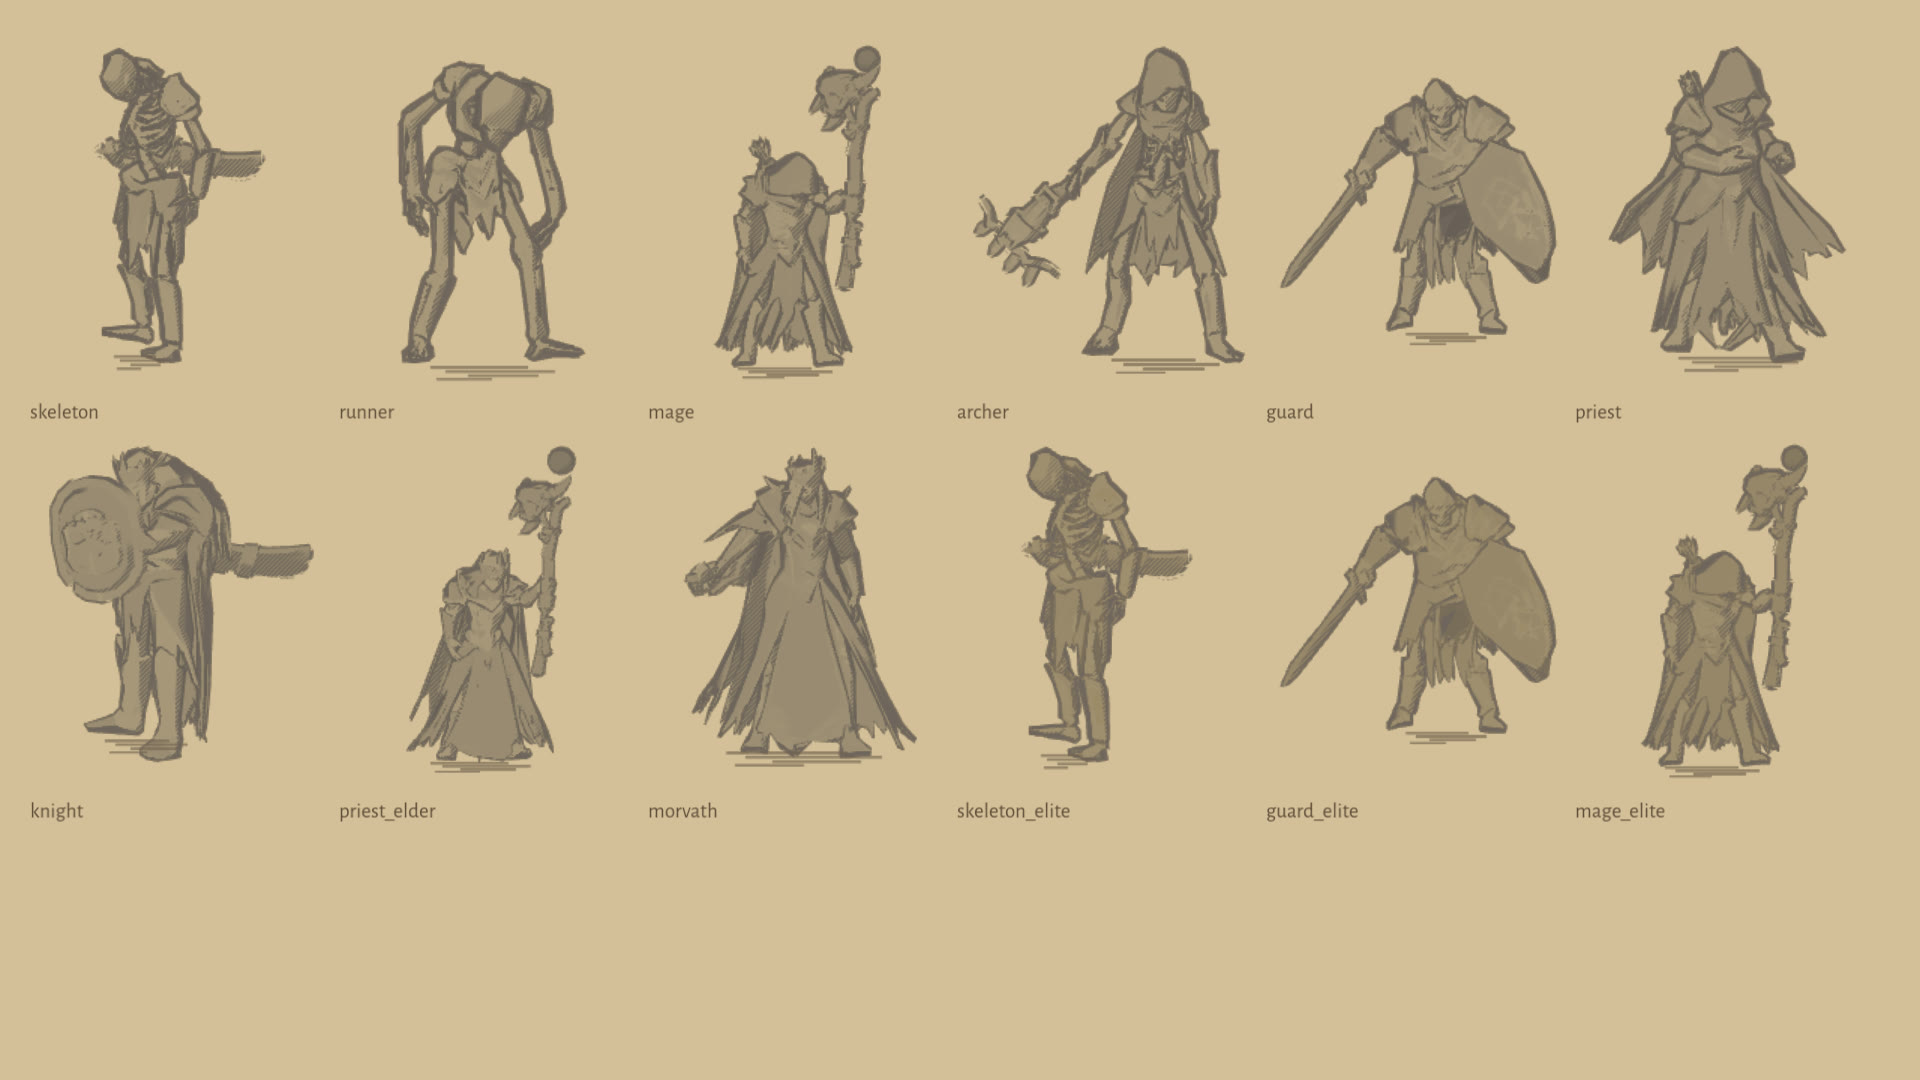 skeleton
runner
mage
archer
guard
priest
knight
priest_elder
morvath
skeleton_elite
guard_elite
mage_elite